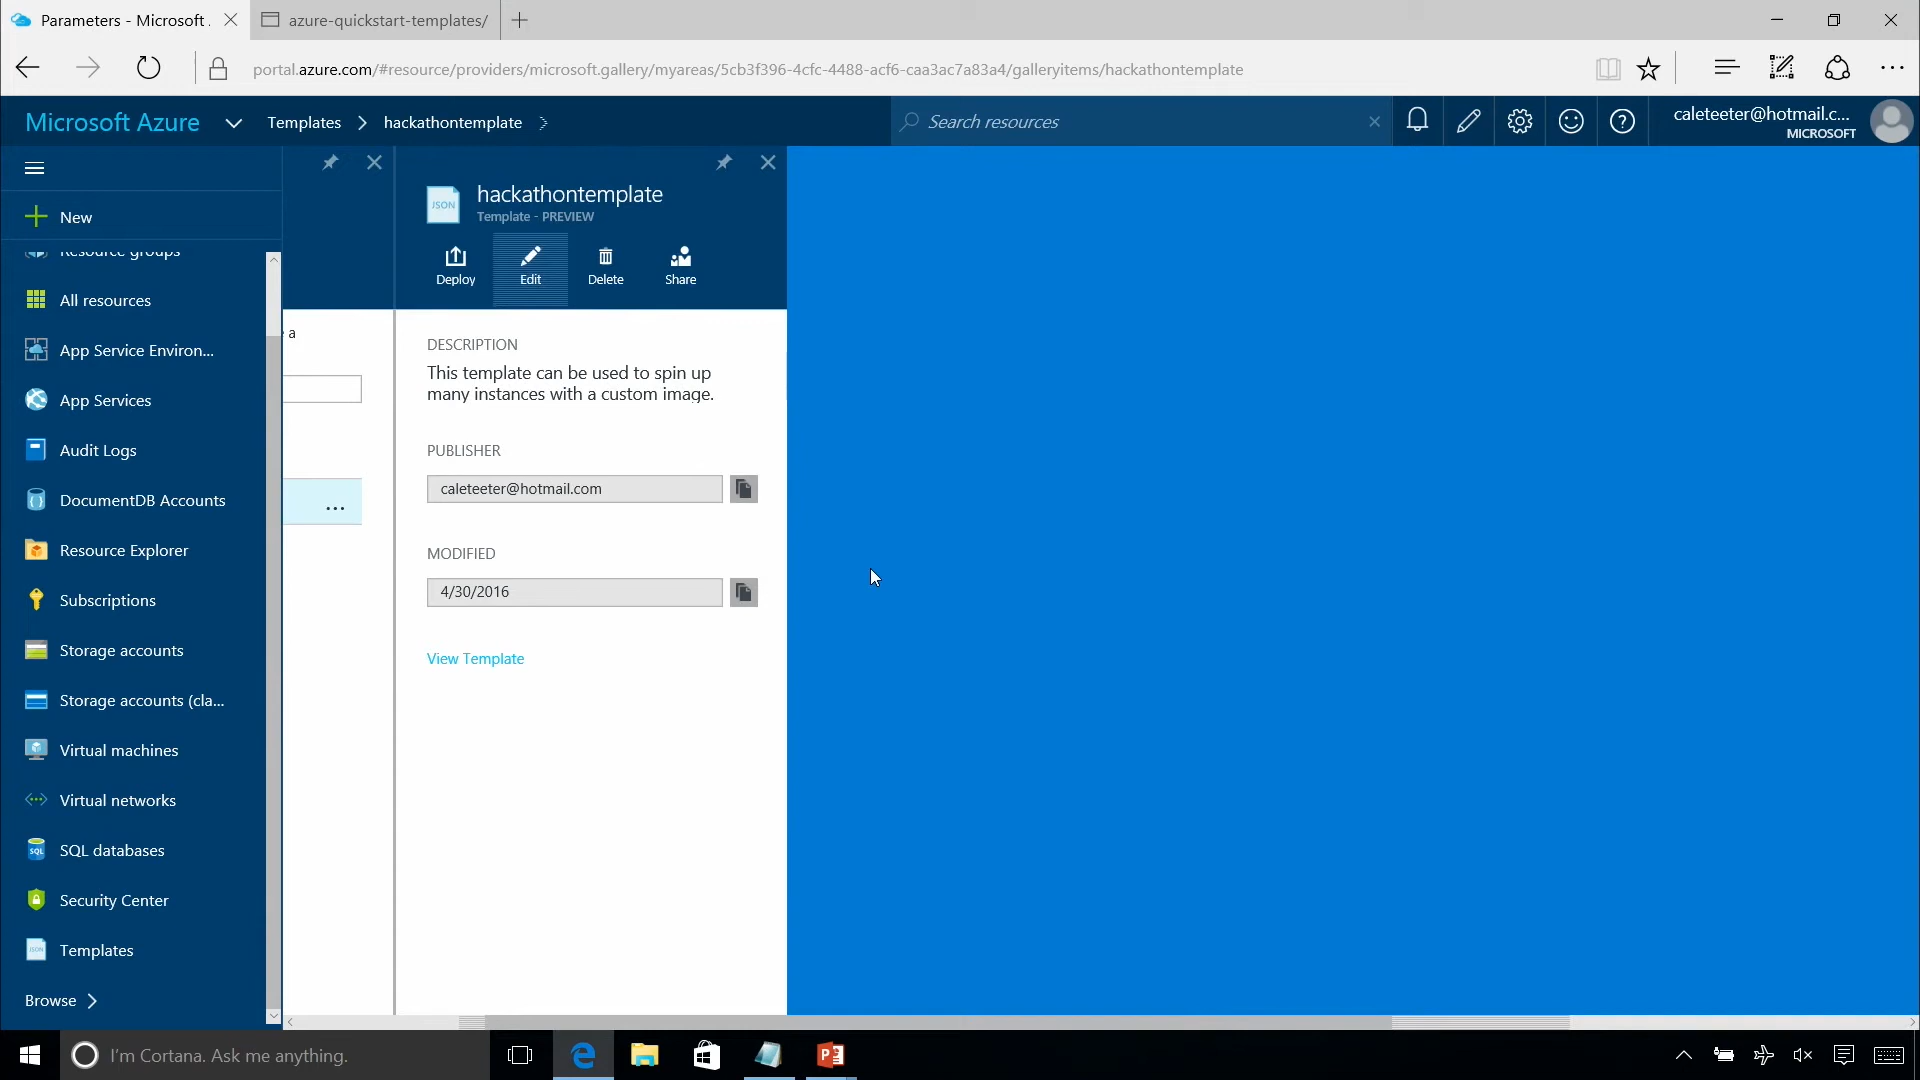 Parameters - Microsoft
azure-quickstart-templates/
portal.azure.com/#resource/providers/microsoft.gallery/myareas/5cb3f396-4cfc-4488-acf6-caa3ac7a83a4/galleryitems/hackathontemplate
Microsoft Azure
Templates
hackathontemplate
Search resources
caleteeter@hotmail.c...
MICROSOFT
New
Resource groups
All resources
App Service Environ...
App Services
Audit Logs
DocumentDB Accounts
Resource Explorer
Subscriptions
Storage accounts
Storage accounts (cla...
Virtual machines
Virtual networks
SQL databases
Security Center
Templates
Browse
a
...
JSON
hackathontemplate
Template - PREVIEW
Deploy
Edit
Delete
Share
DESCRIPTION
This template can be used to spin up
many instances with a custom image.
PUBLISHER
caleteeter@hotmail.com
MODIFIED
4/30/2016
View Template
I'm Cortana. Ask me anything.